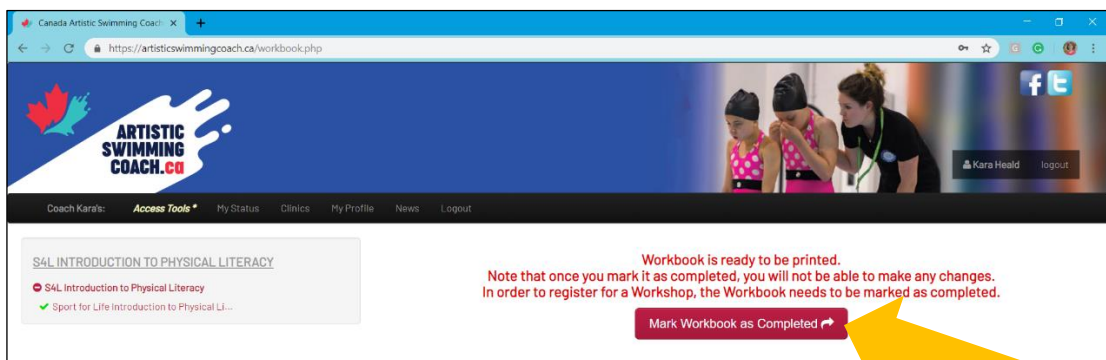 Canada Artistic Swimming Coach
https://artisticswimmingcoach.ca/workbook.php
ARTISTIC
SWIMMING
COACH.ca
Kara Heald logout
Coach Kara's: Access Tools * My Status Clinics My Profile News Logout
S4L INTRODUCTION TO PHYSICAL LITERACY
S4L Introduction to Physical Literacy
Sport for Life Introduction to Physical Li...
Workbook is ready to be printed.
Note that once you mark it as completed, you will not be able to make any changes.
In order to register for a Workshop, the Workbook needs to be marked as completed.
Mark Workbook as Completed